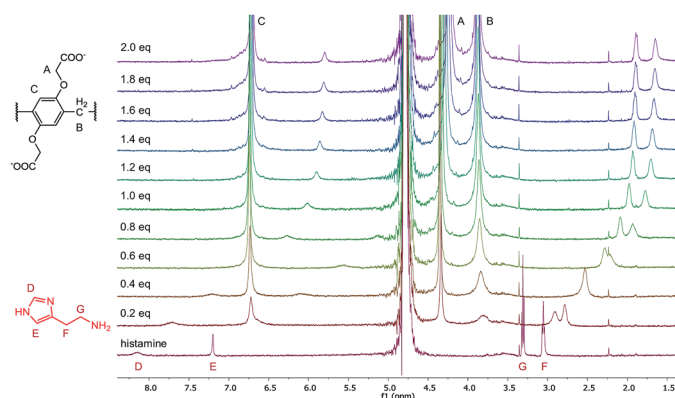 C
A
B
COO⁻
A
O
C
H₂
C
B
O
⁻OOC
2.0 eq
1.8 eq
1.6 eq
1.4 eq
1.2 eq
1.0 eq
0.8 eq
0.6 eq
0.4 eq
0.2 eq
histamine
D
N
G
HN
NH₂
E
F
D
E
G
F
8.0 7.5 7.0 6.5 6.0 5.5 5.0 4.5 4.0 3.5 3.0 2.5 2.0 1.5
f1 (ppm)